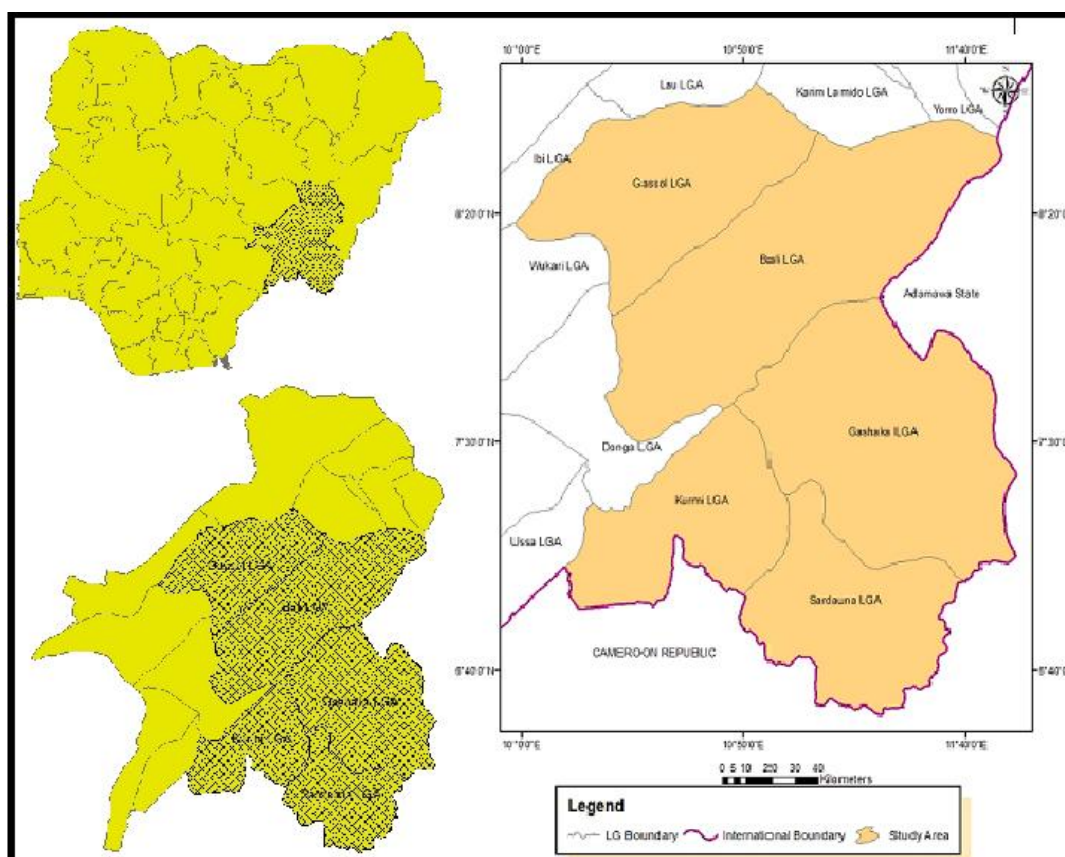 10°0'0"E 10°50'0"E 11°40'0"E
Lau LGA
Karim Lamido LGA
Yorro LGA
Ibi LGA
Gassol LGA
8°20'0"N
8°20'0"N
Wukari LGA
Bali LGA
Adamawa State
Gashaka LGA
7°30'0"N
7°30'0"N
Donga LGA
Kurmi LGA
Ussa LGA
Sardauna LGA
CAMEROON REPUBLIC
6°40'0"N
6°40'0"N
10°0'0"E 10°50'0"E 11°40'0"E
Kilometers
Legend
LG Boundary International Boundary Study Area